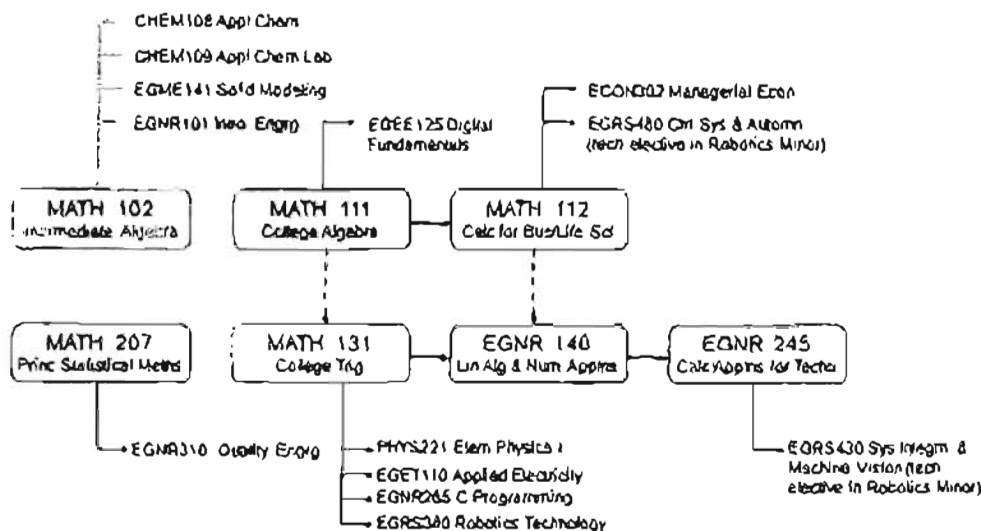 CHEM108 Appl Chem
CHEM109 Appl Chem Lab
EGME141 Solid Modeling
EGNR101 Intro Engrg
ECON302 Managerial Econ
EGRS480 Ctrl Sys & Automn
(tech elective in Robotics Minor)
EGEE125 Digital
Fundamentals
MATH 102
Intermediate Algebra
MATH 111
College Algebra
MATH 112
Calc for Bus/Life Sci
MATH 207
Princ Statistical Meths
MATH 131
College Trig
EGNR 140
Lin Alg & Num Applns
EGNR 245
Calc Applns for Techn
EGNR310 Quality Engrg
PHYS221 Elem Physics I
EGET110 Applied Electricity
EGNR265 C Programming
EGRS380 Robotics Technology
EGRS430 Sys Integrn &
Machine Vision (tech
elective in Robotics Minor)